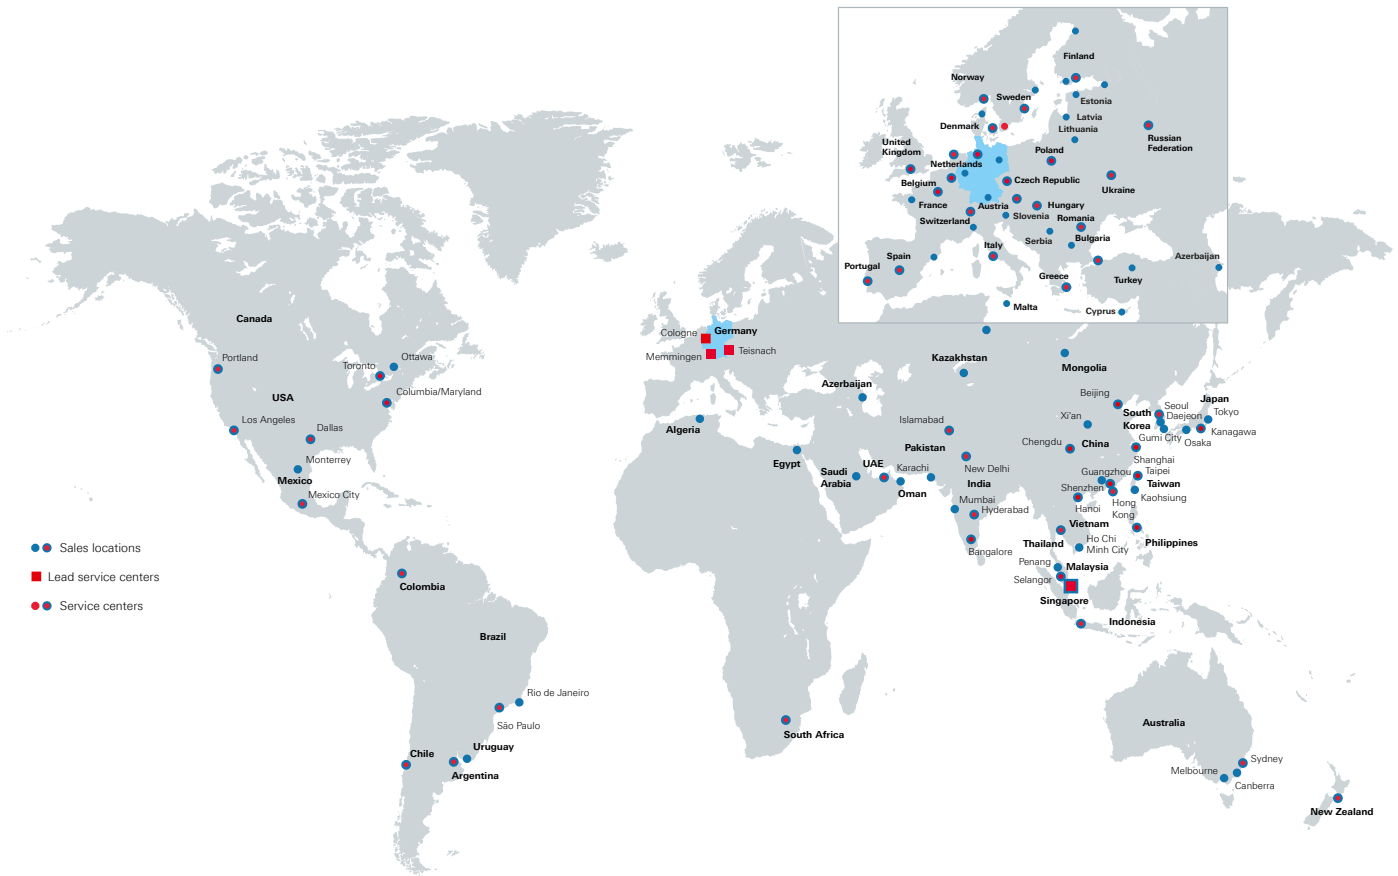 Finland
Norway
Sweden
Estonia
Latvia
Denmark
Lithuania
Russian
Federation
United
Kingdom
Poland
Netherlands
Belgium
Czech Republic
Ukraine
France
Austria
Hungary
Switzerland
Slovenia
Romania
Serbia
Bulgaria
Italy
Spain
Portugal
Greece
Turkey
Azerbaijan
Malta
Cyprus
Canada
Portland
Toronto
Ottawa
USA
Columbia/Maryland
Los Angeles
Dallas
Monterrey
Mexico
Mexico City
Cologne
Germany
Memmingen
Teisnach
Kazakhstan
Mongolia
Azerbaijan
Algeria
Egypt
Saudi
Arabia
UAE
Oman
Karachi
Islamabad
Pakistan
New Delhi
India
Mumbai
Hyderabad
Bangalore
Beijing
Xi'an
Chengdu
China
South
Korea
Seoul
Daejeon
Gumi City
Japan
Tokyo
Kanagawa
Osaka
Shanghai
Taipei
Taiwan
Kaohsiung
Guangzhou
Shenzhen
Hong
Kong
Hanoi
Vietnam
Thailand
Ho Chi
Minh City
Philippines
Penang
Malaysia
Selangor
Singapore
Indonesia
Sales locations
Lead service centers
Service centers
Colombia
Brazil
Rio de Janeiro
São Paulo
Chile
Uruguay
Argentina
South Africa
Australia
Sydney
Melbourne
Canberra
New Zealand